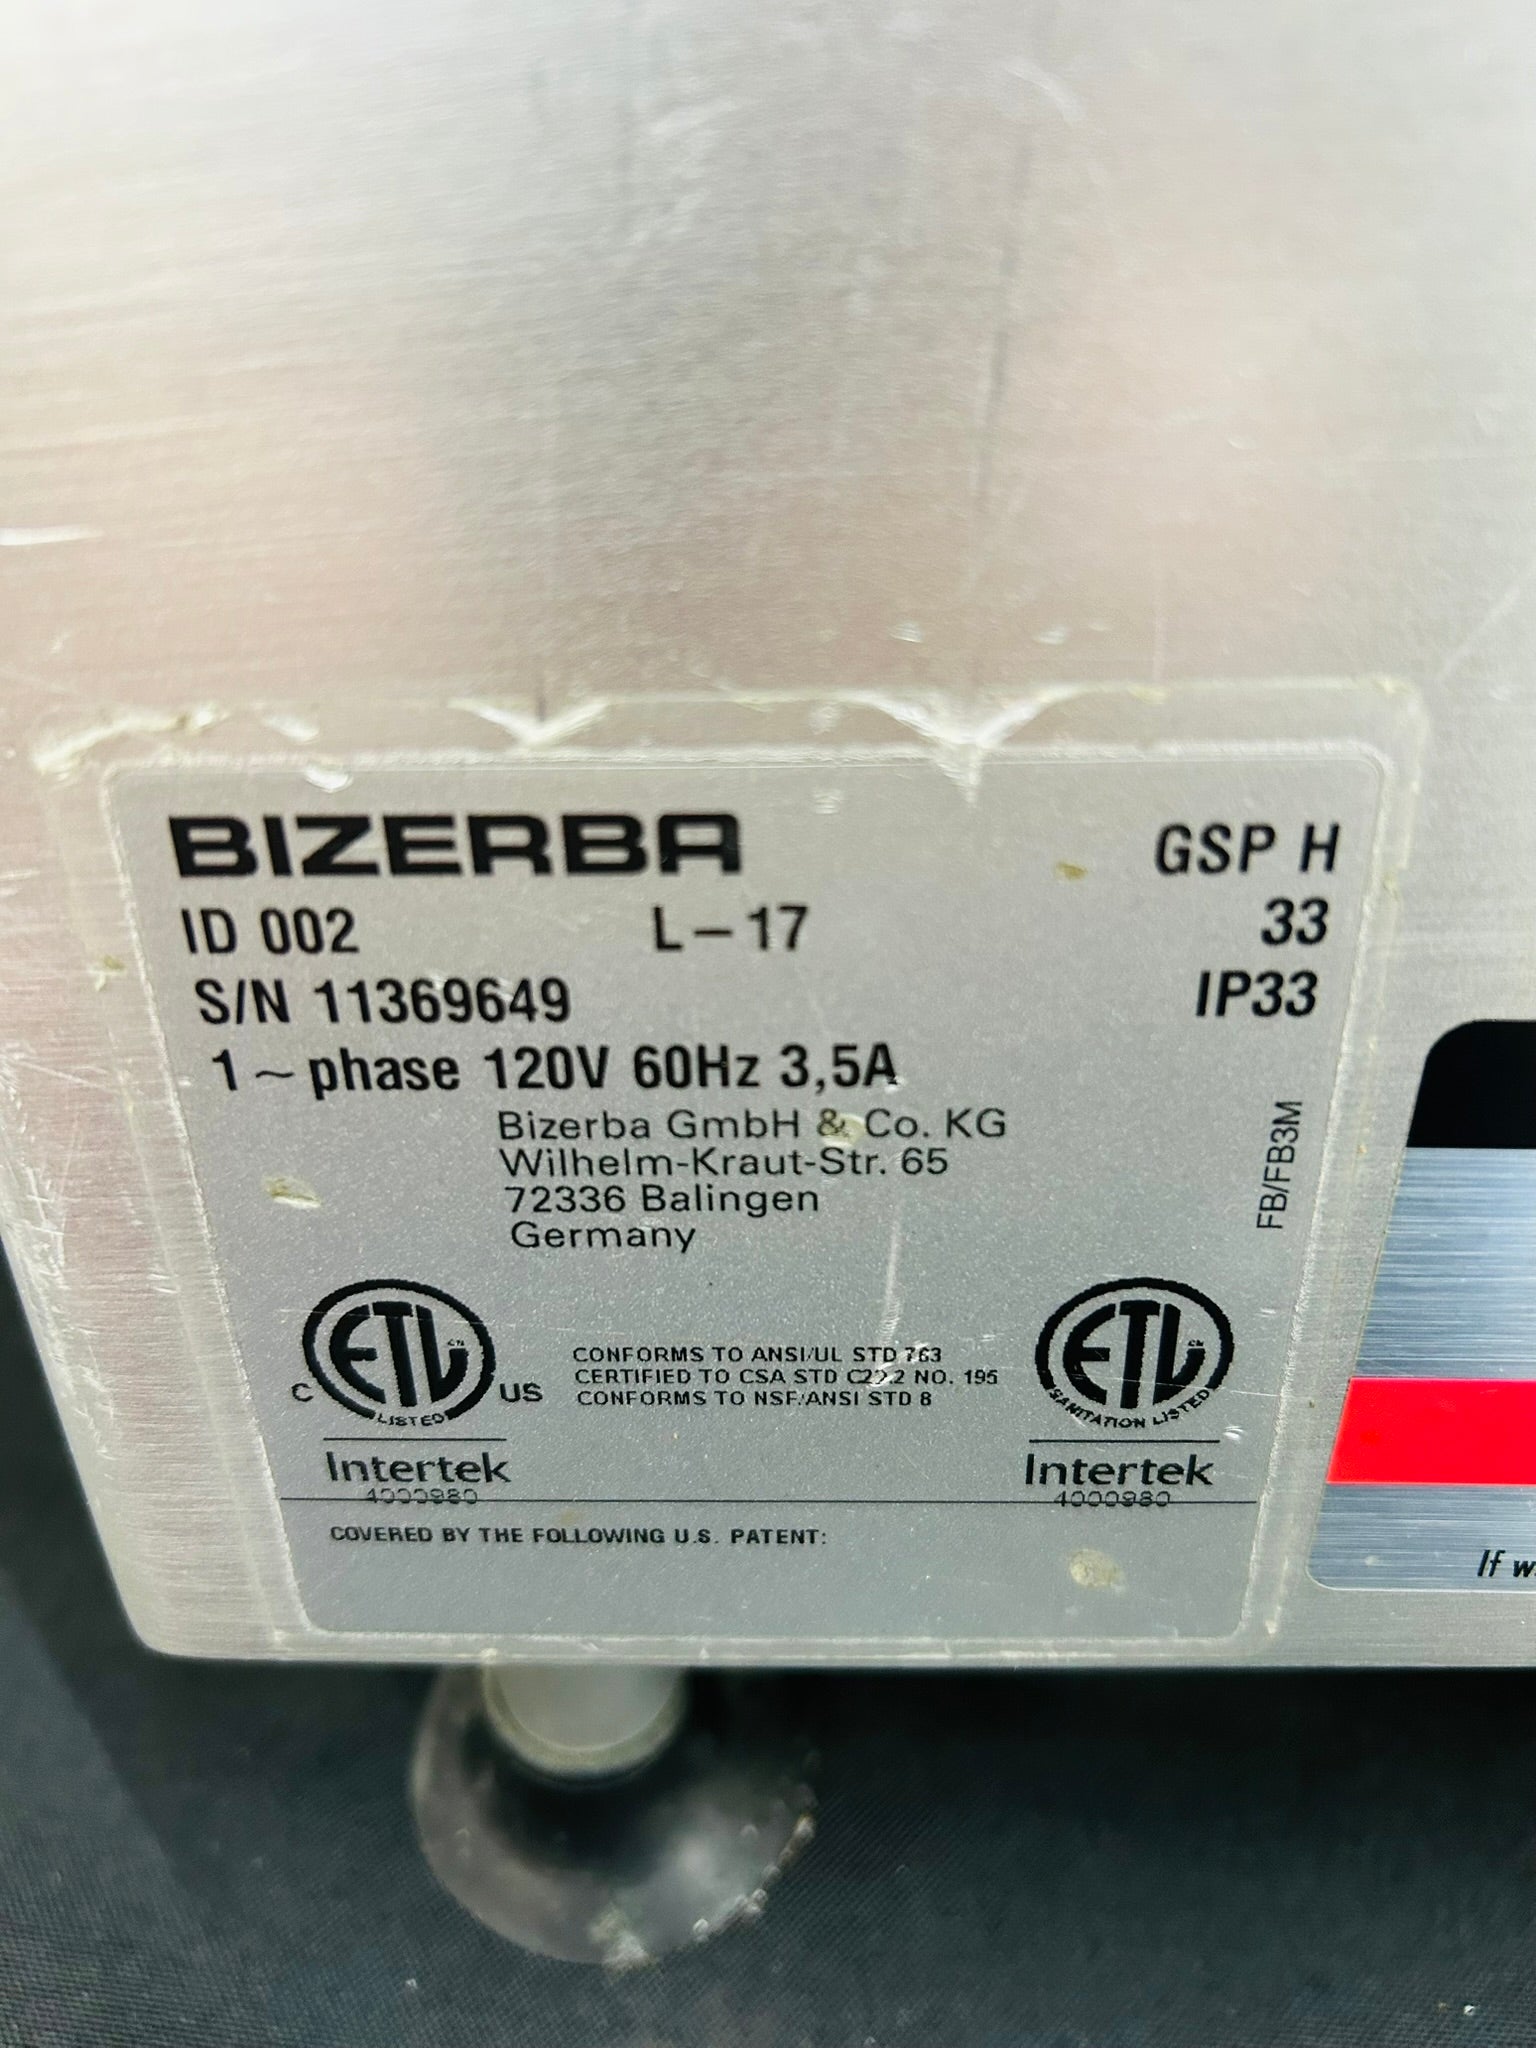 BIZERBA GSP H
ID 002 L–17 33
S/N 11369649 IP33
1~phase 120V 60Hz 3,5A
Bizerba GmbH & Co. KG
Wilhelm-Kraut-Str. 65
72336 Balingen
Germany
FB/FB3M
ETL CM
C US
LISTED
Intertek
4000980
CONFORMS TO ANSI/UL STD 763
CERTIFIED TO CSA STD C22.2 NO. 195
CONFORMS TO NSF/ANSI STD 8
ETL CM
SANITATION LISTED
Intertek
4000980
COVERED BY THE FOLLOWING U.S. PATENT:
If